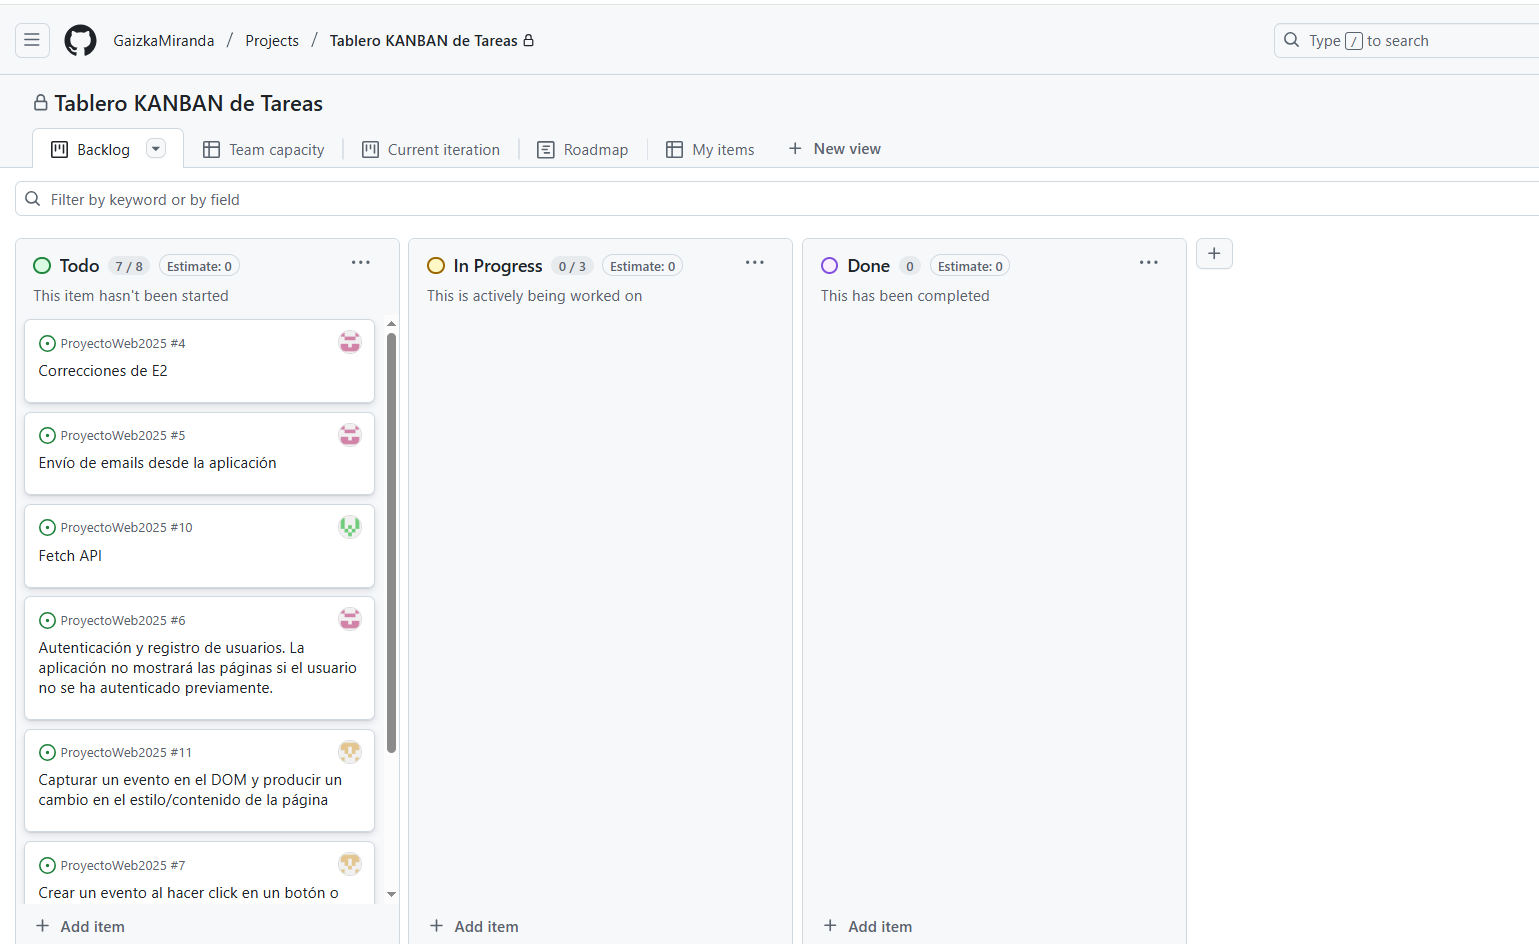 GaizkaMiranda / Projects / Tablero KANBAN de Tareas
Type / to search
Tablero KANBAN de Tareas
Backlog
Team capacity
Current iteration
Roadmap
My items
New view
Filter by keyword or by field
Todo 7 / 8 Estimate: 0
This item hasn't been started
ProyectoWeb2025 #4
Correcciones de E2
ProyectoWeb2025 #5
Envío de emails desde la aplicación
ProyectoWeb2025 #10
Fetch API
ProyectoWeb2025 #6
Autenticación y registro de usuarios. La
aplicación no mostrará las páginas si el usuario
no se ha autenticado previamente.
ProyectoWeb2025 #11
Capturar un evento en el DOM y producir un
cambio en el estilo/contenido de la página
ProyectoWeb2025 #7
Crear un evento al hacer click en un botón o
Add item
In Progress 0 / 3 Estimate: 0
This is actively being worked on
Add item
Done 0 Estimate: 0
This has been completed
Add item